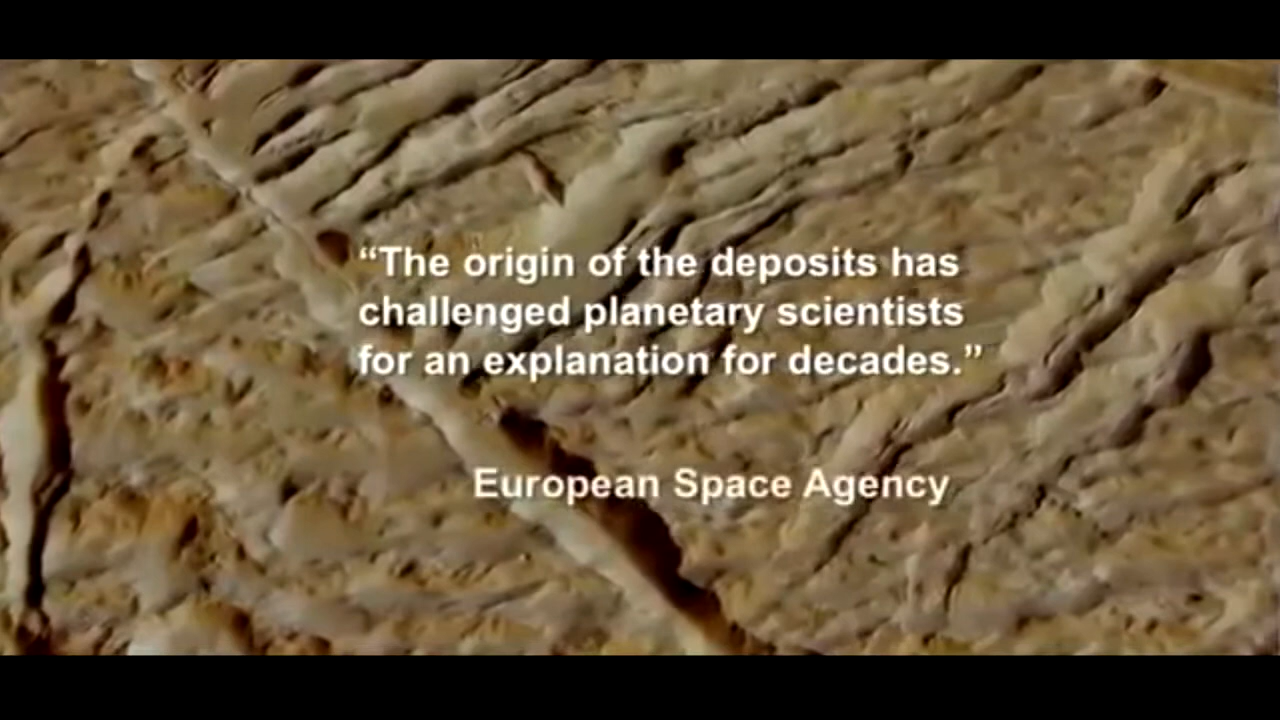 “The origin of the deposits has
challenged planetary scientists
for an explanation for decades.”
European Space Agency